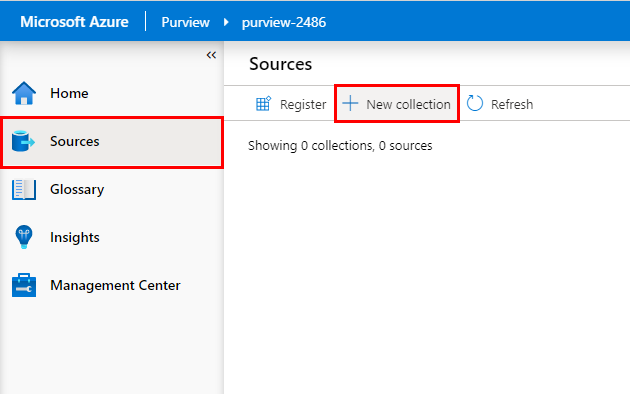 Microsoft Azure Purview purview-2486
«
Sources
Home
Register New collection Refresh
Sources
Showing 0 collections, 0 sources
Glossary
Insights
Management Center